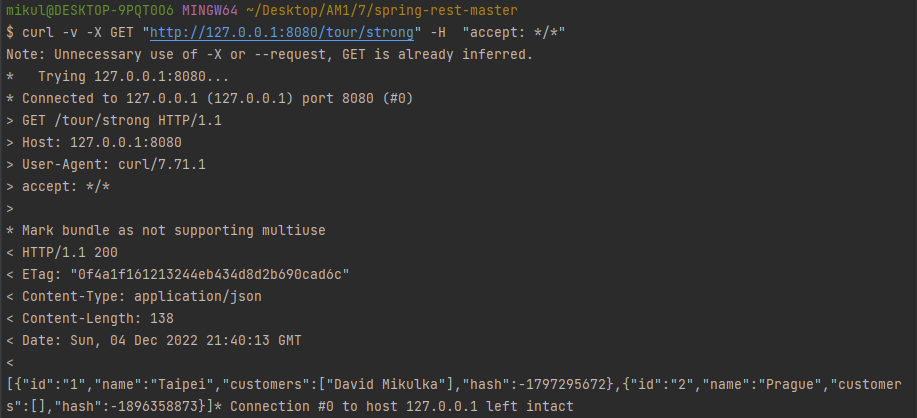 mikul@DESKTOP-9PQT0O6 MINGW64 ~/Desktop/AM1/7/spring-rest-master
$ curl -v -X GET "http://127.0.0.1:8080/tour/strong" -H  "accept: */*"
Note: Unnecessary use of -X or --request, GET is already inferred.
*   Trying 127.0.0.1:8080...
* Connected to 127.0.0.1 (127.0.0.1) port 8080 (#0)
> GET /tour/strong HTTP/1.1
> Host: 127.0.0.1:8080
> User-Agent: curl/7.71.1
> accept: */*
>
* Mark bundle as not supporting multiuse
< HTTP/1.1 200
< ETag: "0f4a1f161213244eb434d8d2b690cad6c"
< Content-Type: application/json
< Content-Length: 138
< Date: Sun, 04 Dec 2022 21:40:13 GMT
<
[{"id":"1","name":"Taipei","customers":["David Mikulka"],"hash":-1797295672},{"id":"2","name":"Prague","customer
s":[],"hash":-1896358873}]* Connection #0 to host 127.0.0.1 left intact